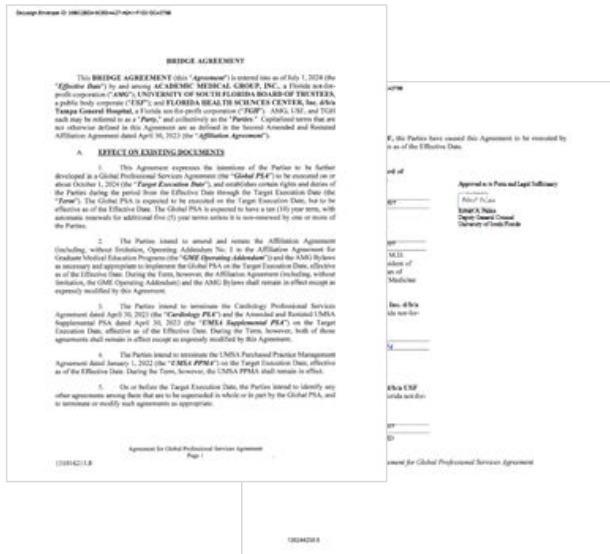 BRIDGE AGREEMENT
This BRIDGE AGREEMENT (this "Agreement") is entered into as of July 1, 2024 (the
"Effective Date") by and among ACADEMIC MEDICAL GROUP, INC., a Florida not-for-
profit corporation ("AMG"), UNIVERSITY OF SOUTH FLORIDA BOARD OF TRUSTEES,
a public body corporate ("USF"); and FLORIDA HEALTH SCIENCES CENTER, Inc. d/b/a
Tampa General Hospital, a Florida not-for-profit corporation ("TGH"). AMG, USF, and TGH
each may be referred to as a "Party," and collectively as the "Parties." Capitalized terms that are
not otherwise defined in this Agreement are as defined in the Second Amended and Restated
Affiliation Agreement dated April 30, 2023 (the "Affiliation Agreement").
A. EFFECT ON EXISTING DOCUMENTS
1. This Agreement expresses the intentions of the Parties to be further
developed in a Global Professional Services Agreement (the "Global PSA") to be executed on or
about October 1, 2024 (the "Target Execution Date"), and establishes certain rights and duties of
the Parties during the period from the Effective Date through the Target Execution Date (the
"Term"). The Global PSA is expected to be executed on the Target Execution Date, but to be
effective as of the Effective Date. The Global PSA is expected to have a ten (10) year term, with
automatic renewals for additional five (5) year terms unless it is non-renewed by one or more of
the Parties.
2. The Parties intend to amend and restate the Affiliation Agreement
(including, without limitation, Operating Addendum No. 1 to the Affiliation Agreement for
Graduate Medical Education Programs (the "GME Operating Addendum")) and the AMG Bylaws
as necessary and appropriate to implement the Global PSA on the Target Execution Date, effective
as of the Effective Date. During the Term, however, the Affiliation Agreement (including, without
limitation, the GME Operating Addendum) and the AMG Bylaws shall remain in effect except as
expressly modified by this Agreement.
3. The Parties intend to terminate the Cardiology Professional Services
Agreement dated April 30, 2023 (the "Cardiology PSA") and the Amended and Restated UMSA
Supplemental PSA dated April 30, 2023 (the "UMSA Supplemental PSA") on the Target
Execution Date, effective as of the Effective Date. During the Term, however, both of those
agreements shall remain in effect except as expressly modified by this Agreement.
4. The Parties intend to terminate the UMSA Purchased Practice Management
Agreement dated January 1, 2022 (the "UMSA PPMA") on the Target Execution Date, effective
as of the Effective Date. During the Term, however, the UMSA PPMA shall remain in effect.
5. On or before the Target Execution Date, the Parties intend to identify any
other agreements among them that are to be superseded in whole or in part by the Global PSA, and
to terminate or modify such agreements as appropriate.
Agreement for Global Professional Services Agreement
Page 1
, the Parties have caused this Agreement to be executed by
as of the Effective Date.
Approved as to Form and Legal Sufficiency
Deputy General Counsel
University of South Florida
M.D.
Medicine
Inc. d/b/a
d/b/a USF
ment for Global Professional Services Agreement